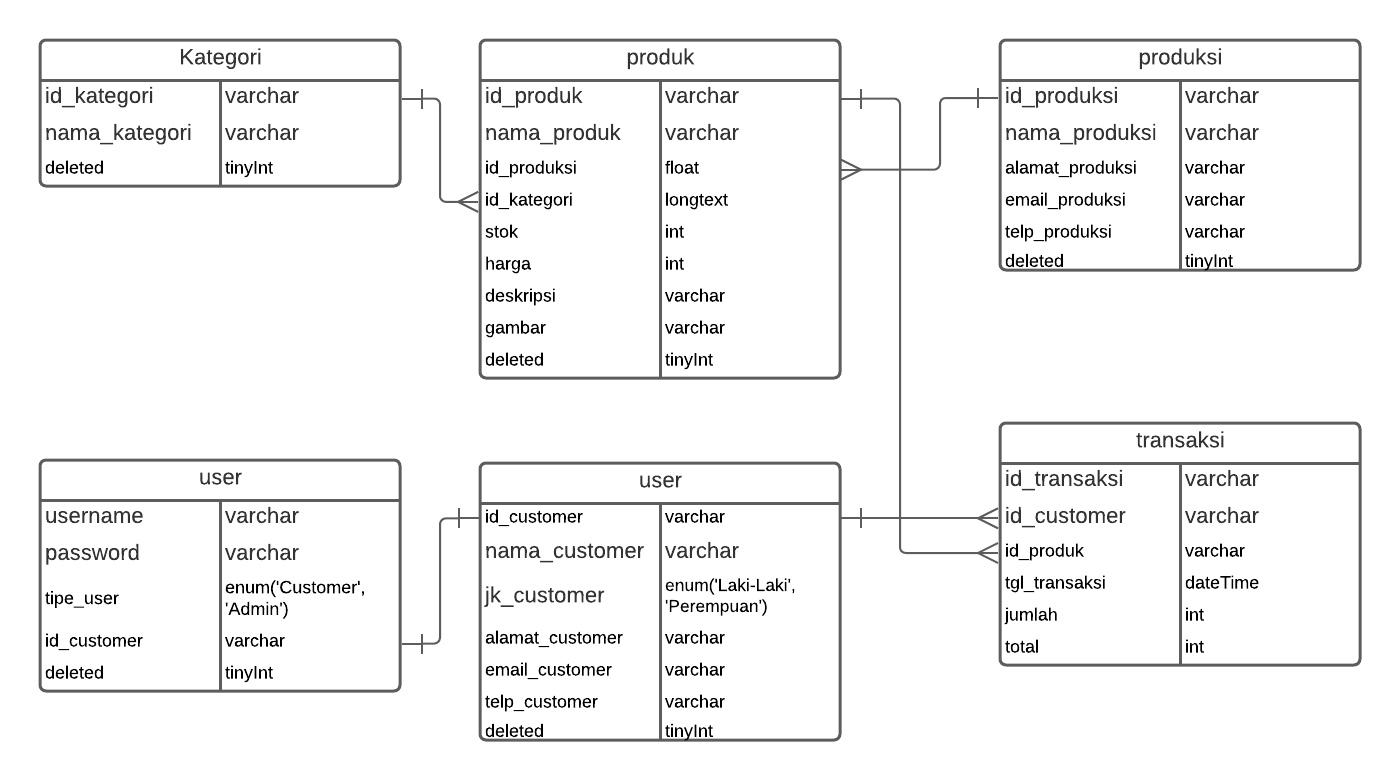 Kategori
id_kategori varchar
nama_kategori varchar
deleted tinyInt
produk
id_produk varchar
nama_produk varchar
id_produksi float
id_kategori longtext
stok int
harga int
deskripsi varchar
gambar varchar
deleted tinyInt
produksi
id_produksi varchar
nama_produksi varchar
alamat_produksi varchar
email_produksi varchar
telp_produksi varchar
deleted tinyInt
user
username varchar
password varchar
tipe_user enum('Customer',
'Admin')
id_customer varchar
deleted tinyInt
user
id_customer varchar
nama_customer varchar
jk_customer enum('Laki-Laki',
'Perempuan')
alamat_customer varchar
email_customer varchar
telp_customer varchar
deleted tinyInt
transaksi
id_transaksi varchar
id_customer varchar
id_produk varchar
tgl_transaksi dateTime
jumlah int
total int